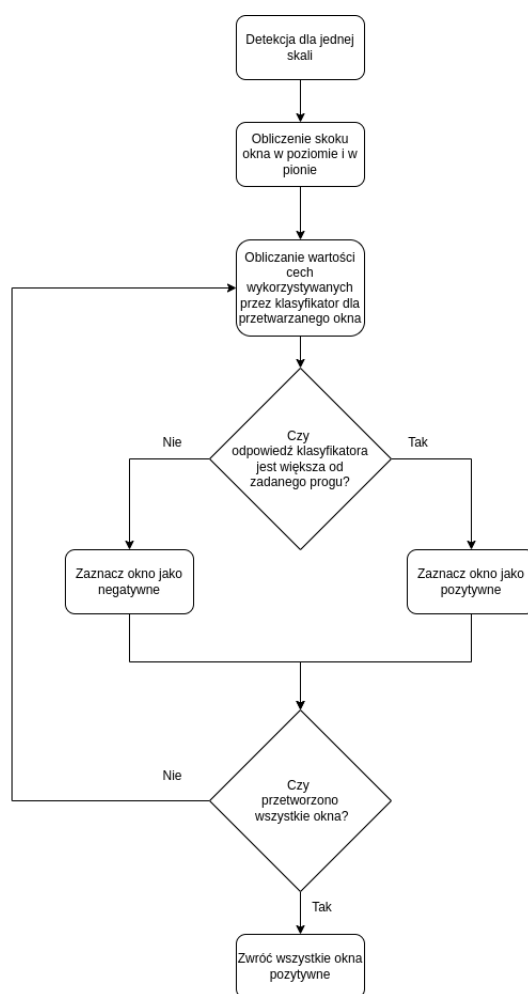 Detekcja dla jednej
skali
Obliczenie skoku
okna w poziomie i w
pionie
Obliczanie wartości
cech
wykorzystywanych
przez klasyfikator dla
przetwarzanego okna
Czy
odpowiedź klasyfikatora
jest większa od
zadanego progu?
Nie
Tak
Zaznacz okno jako
negatywne
Zaznacz okno jako
pozytywne
Czy
przetworzono
wszystkie okna?
Nie
Tak
Zwróć wszystkie okna
pozytywne